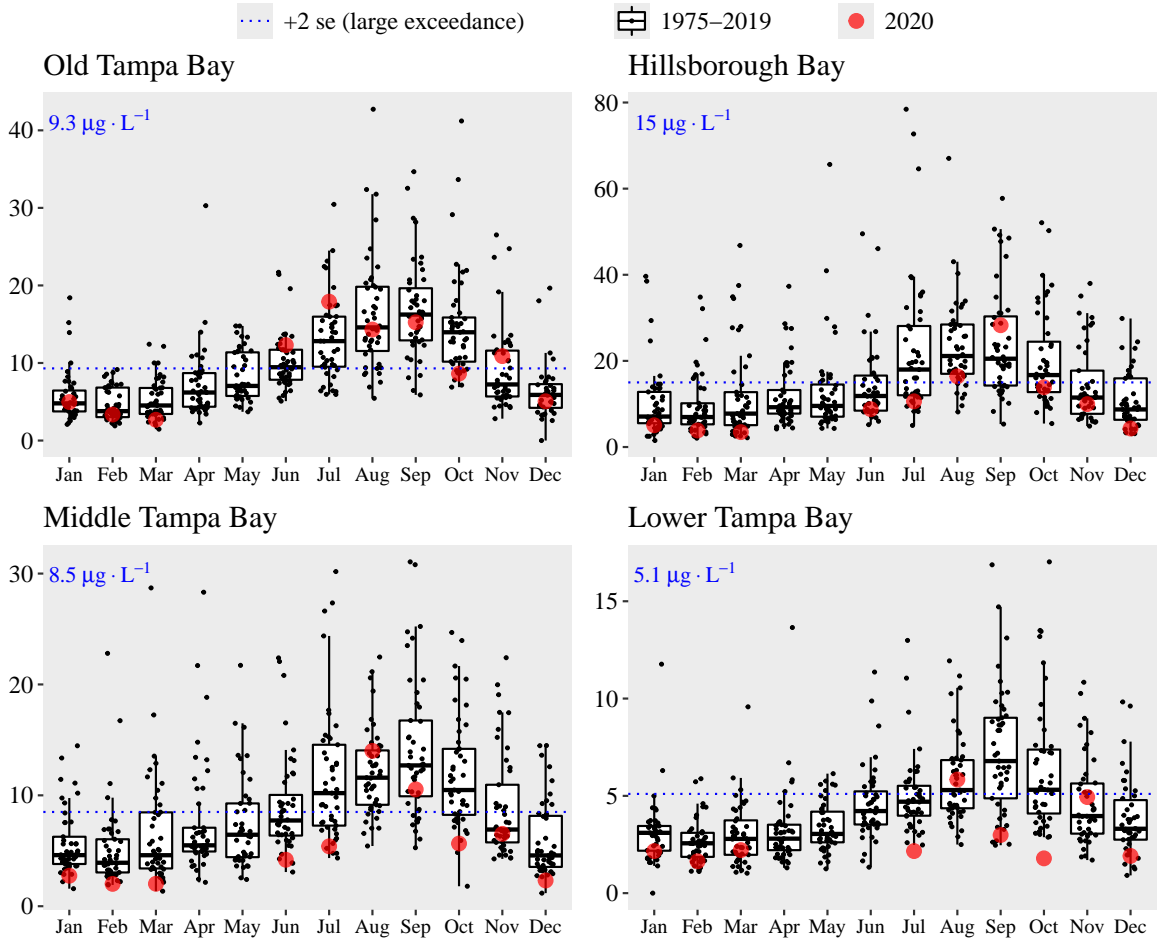 +2 se (large exceedance) 1975−2019 2020
Old Tampa Bay
9.3 μg ⋅ L−1
40
30
20
10
0
Jan Feb Mar Apr May Jun Jul Aug Sep Oct Nov Dec
Hillsborough Bay
15 μg ⋅ L−1
80
60
40
20
0
Jan Feb Mar Apr May Jun Jul Aug Sep Oct Nov Dec
Middle Tampa Bay
8.5 μg ⋅ L−1
30
20
10
0
Jan Feb Mar Apr May Jun Jul Aug Sep Oct Nov Dec
Lower Tampa Bay
5.1 μg ⋅ L−1
15
10
5
0
Jan Feb Mar Apr May Jun Jul Aug Sep Oct Nov Dec